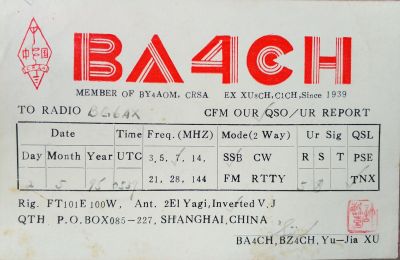 BA4CH
MEMBER OF BY4AOM, CRSA EX XU8CH, C1CH, Since 1939
TO RADIO CFM OUR QSO/UR REPORT
Date Time Freq.(MHZ) Mode(2 Way) Ur Sig QSL
Day Month Year UTC 3,5,7,14, SSB CW R S T PSE
21, 28, 144 FM RTTY TNX
Rig. FT101E 100W, Ant. 2El Yagi, Inverted V.J
QTH P.O.BOX085-227, SHANGHAI, CHINA
BA4CH, BZ4CH, Yu-Jia XU